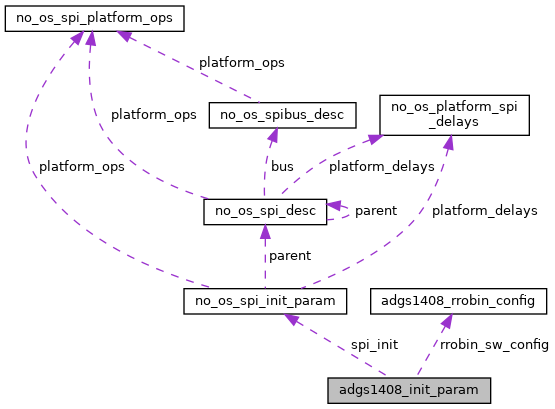 no_os_spi_platform_ops
platform_ops
no_os_spibus_desc
no_os_platform_spi
_delays
platform_ops
bus
platform_delays
platform_ops
no_os_spi_desc
parent
platform_delays
parent
no_os_spi_init_param
adgs1408_rrobin_config
spi_init
rrobin_sw_config
adgs1408_init_param